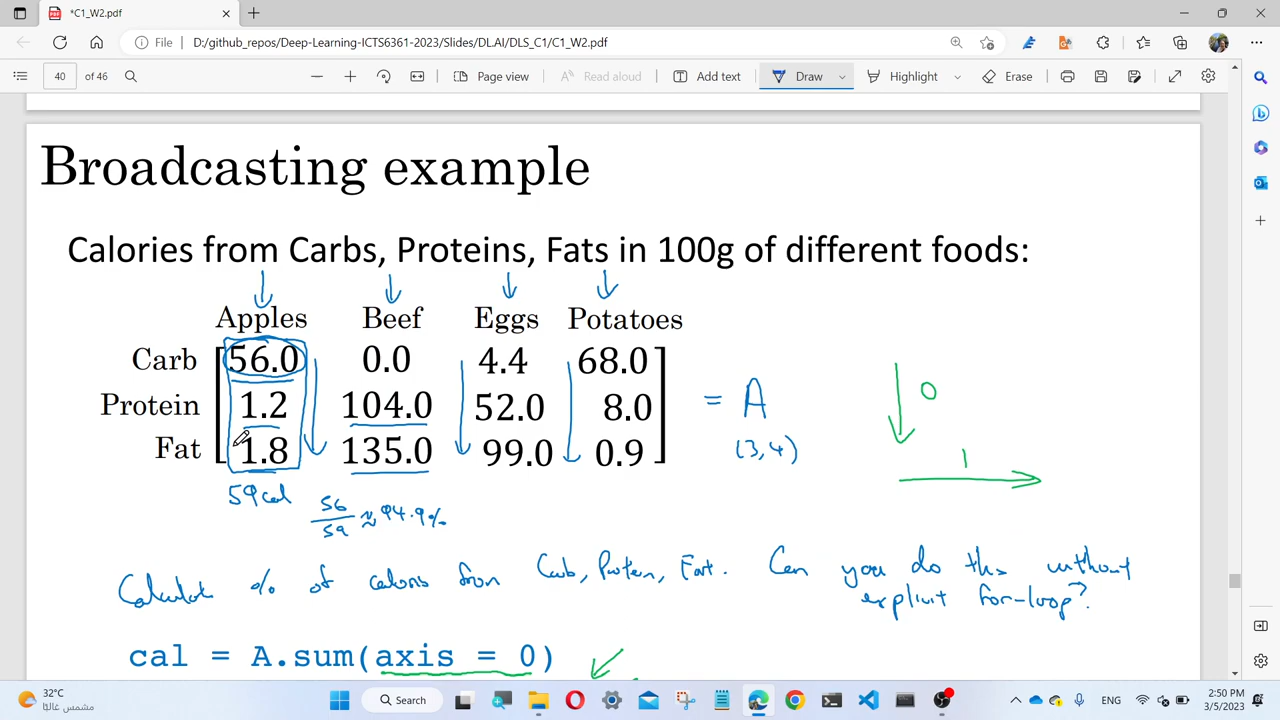 *C1_W2.pdf
File
D:/github_repos/Deep-Learning-ICTS6361-2023/Slides/DL.AI/DLS_C1/C1_W2.pdf
40 of 46
Page view
Read aloud
Add text
Draw
Highlight
Erase
Broadcasting example
Calories from Carbs, Proteins, Fats in 100g of different foods:
Apples Beef Eggs Potatoes
Carb 56.0 0.0 4.4 68.0
Protein 1.2 104.0 52.0 8.0 = A
Fat 1.8 135.0 99.0 0.9 (3,4)
0
1
59cal
56/59 ≈ 94.9%
Calculate % of calories from Carb, Protein, Fat. Can you do this without
explicit for-loop?
cal = A.sum(axis = 0)
32°C
مشمس غالبًا
Search
ENG
2:50 PM
3/5/2023